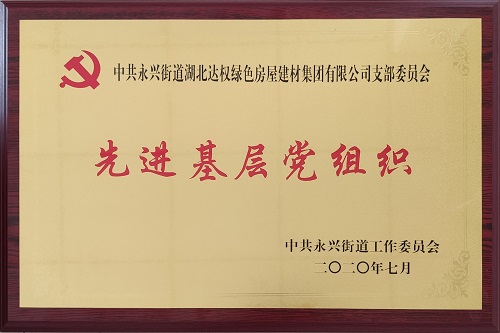 中共永兴街道湖北达权绿色房屋建材集团有限公司支部委员会
先进基层党组织
中共永兴街道工作委员会
二〇二〇年七月